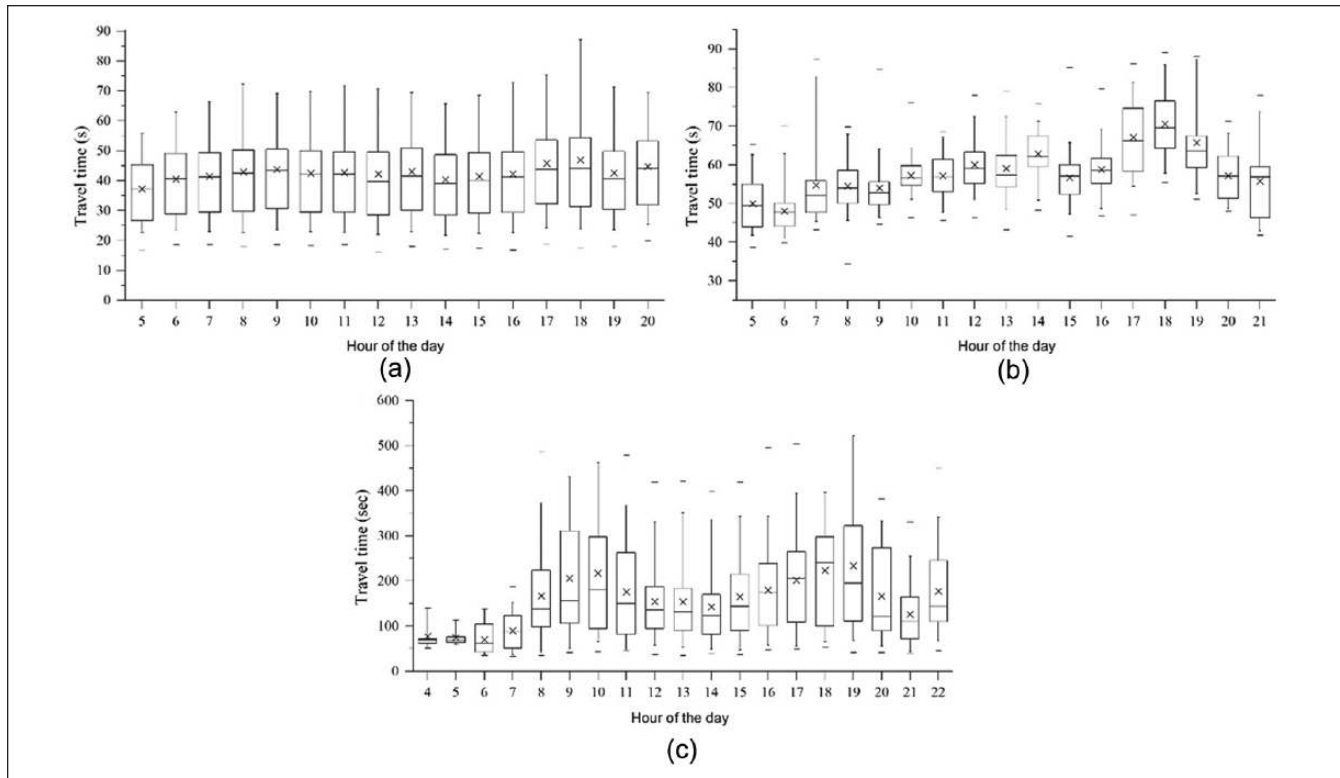 90
80
70
60
50
40
30
20
10
0
Travel time (s)
5 6 7 8 9 10 11 12 13 14 15 16 17 18 19 20
Hour of the day
(a)
90
80
70
60
50
40
30
Travel time (s)
5 6 7 8 9 10 11 12 13 14 15 16 17 18 19 20 21
Hour of the day
(b)
600
500
400
300
200
100
0
Travel time (sec)
4 5 6 7 8 9 10 11 12 13 14 15 16 17 18 19 20 21 22
Hour of the day
(c)